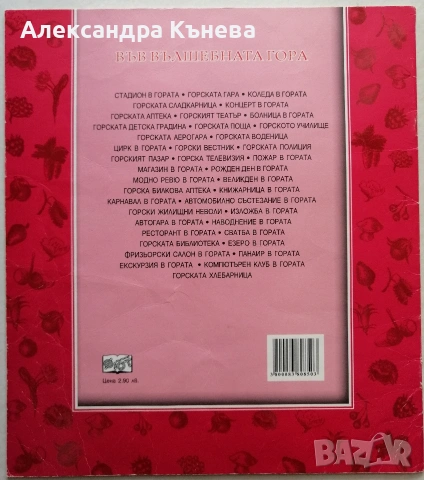 Александра Кънева
ВЪВ ВЪЛШЕБНАТА ГОРА
СТАДИОН В ГОРАТА • ГОРСКАТА ГАРА • КОЛЕДА В ГОРАТА
ГОРСКАТА СЛАДКАРНИЦА • КОНЦЕРТ В ГОРАТА
ГОРСКАТА АПТЕКА • ГОРСКИЯТ ТЕАТЪР • БОЛНИЦА В ГОРАТА
ГОРСКАТА ДЕТСКА ГРАДИНА • ГОРСКАТА ПОЩА • ГОРСКОТО УЧИЛИЩЕ
ГОРСКАТА АЕРОГАРА • ГОРСКАТА ВОДЕНИЦА
ЦИРК В ГОРАТА • ГОРСКИ ВЕСТНИК • ГОРСКАТА ПОЛИЦИЯ
ГОРСКИЯТ ПАЗАР • ГОРСКА ТЕЛЕВИЗИЯ • ПОЖАР В ГОРАТА
МАГАЗИН В ГОРАТА • РОЖДЕН ДЕН В ГОРАТА
МОДНО РЕВЮ В ГОРАТА • ВЕЛИКДЕН В ГОРАТА
ГОРСКА БИЛКОВА АПТЕКА • КНИЖАРНИЦА В ГОРАТА
КАРНАВАЛ В ГОРАТА • АВТОМОБИЛНО СЪСТЕЗАНИЕ В ГОРАТА
ГОРСКИ ЖИЛИЩНИ НЕВОЛИ • ИЗЛОЖБА В ГОРАТА
АВТОГАРА В ГОРАТА • НАВОДНЕНИЕ В ГОРАТА
РЕСТОРАНТ В ГОРАТА • СВАТБА В ГОРАТА
ГОРСКАТА БИБЛИОТЕКА • ЕЗЕРО В ГОРАТА
ФРИЗЬОРСКИ САЛОН В ГОРАТА • ПАНАИР В ГОРАТА
ЕКСКУРЗИЯ В ГОРАТА • КОМПЮТЪРЕН КЛУБ В ГОРАТА
ГОРСКАТА ХЛЕБАРНИЦА
Цена 2.90 лв.
BAZAR